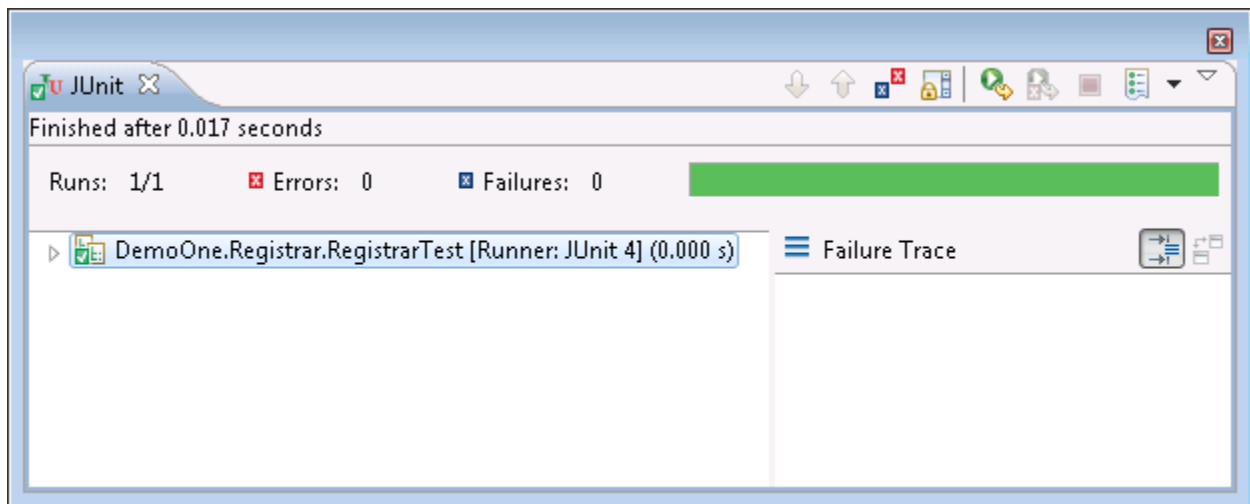 JUnit
Finished after 0.017 seconds
Runs: 1/1 Errors: 0 Failures: 0
DemoOne.Registrar.RegistrarTest [Runner: JUnit 4] (0.000 s)
Failure Trace